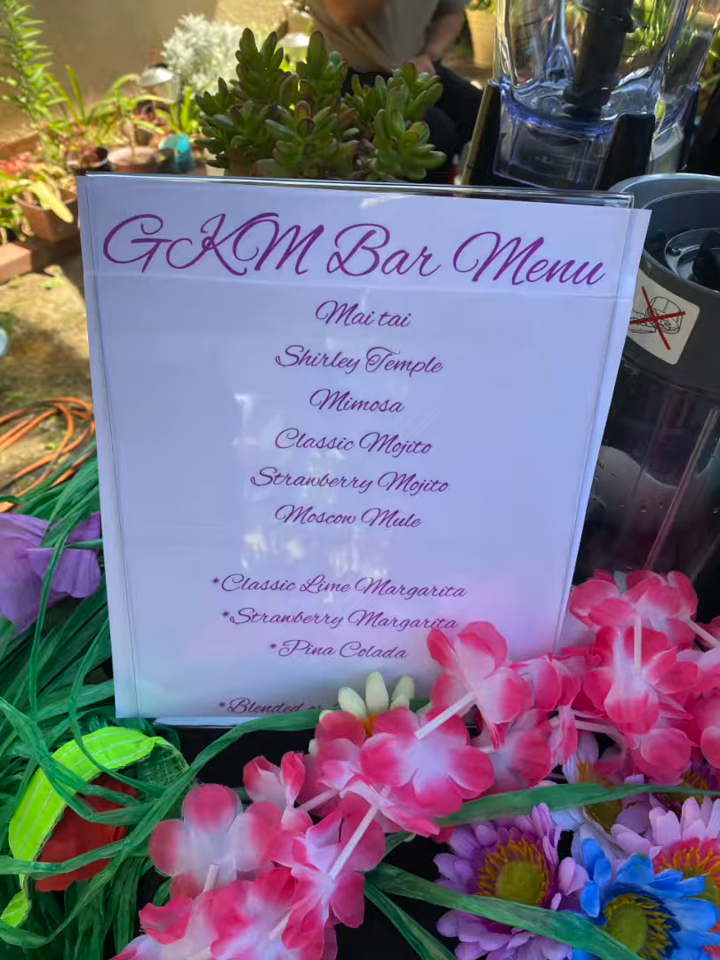 GKM Bar Menu
Mai tai
Shirley Temple
Mimosa
Classic Mojito
Strawberry Mojito
Moscow Mule
*Classic Lime Margarita
*Strawberry Margarita
*Pina Colada
*Blended or